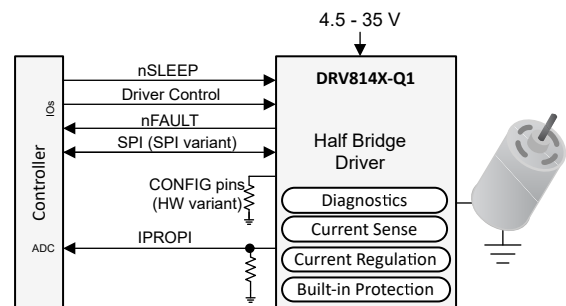 4.5 - 35 V
nSLEEP
Driver Control
nFAULT
SPI (SPI variant)
CONFIG pins
(HW variant)
IPROPI
IOs
Controller
ADC
DRV814X-Q1
Half Bridge
Driver
Diagnostics
Current Sense
Current Regulation
Built-in Protection